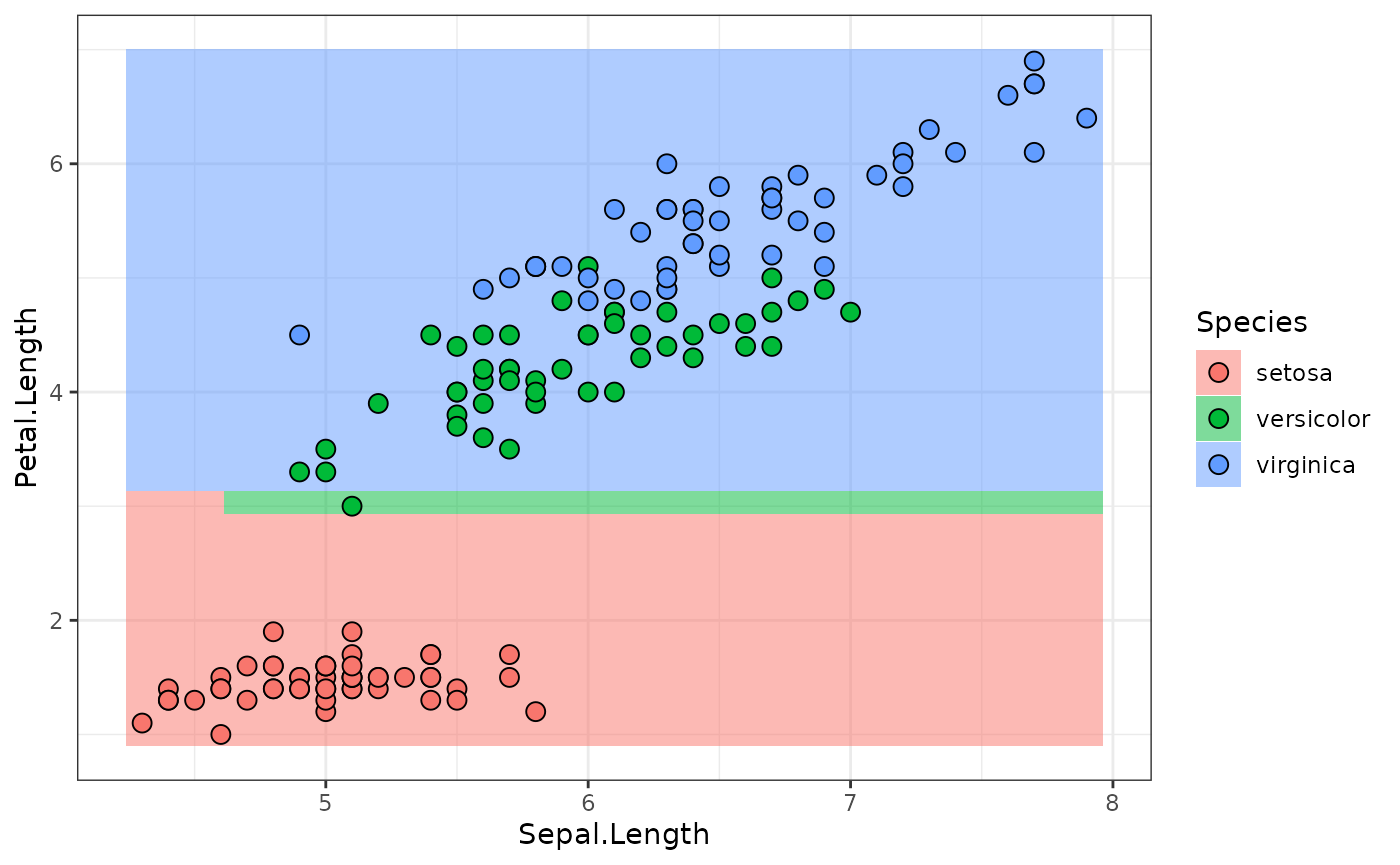 6
4
2
Petal.Length
5 6 7 8
Sepal.Length
Species
setosa
versicolor
virginica